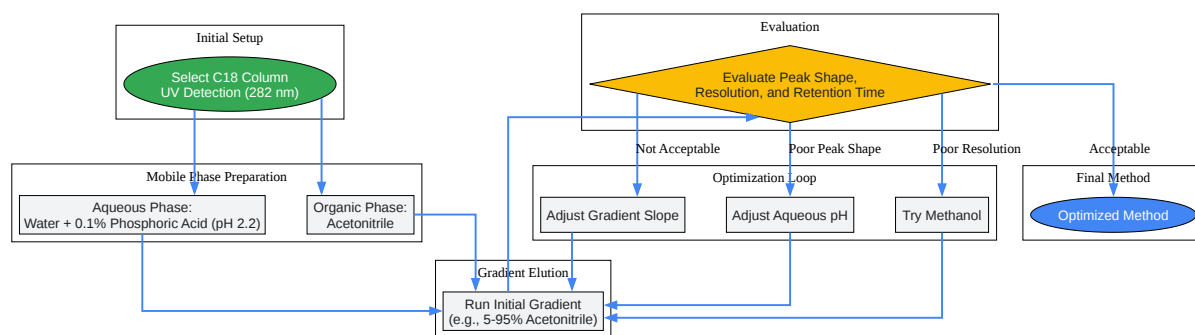 Initial Setup
Select C18 Column
UV Detection (282 nm)
Evaluation
Evaluate Peak Shape,
Resolution, and Retention Time
Not Acceptable
Poor Peak Shape
Poor Resolution
Acceptable
Mobile Phase Preparation
Aqueous Phase:
Water + 0.1% Phosphoric Acid (pH 2.2)
Organic Phase:
Acetonitrile
Optimization Loop
Adjust Gradient Slope
Adjust Aqueous pH
Try Methanol
Final Method
Optimized Method
Gradient Elution
Run Initial Gradient
(e.g., 5-95% Acetonitrile)